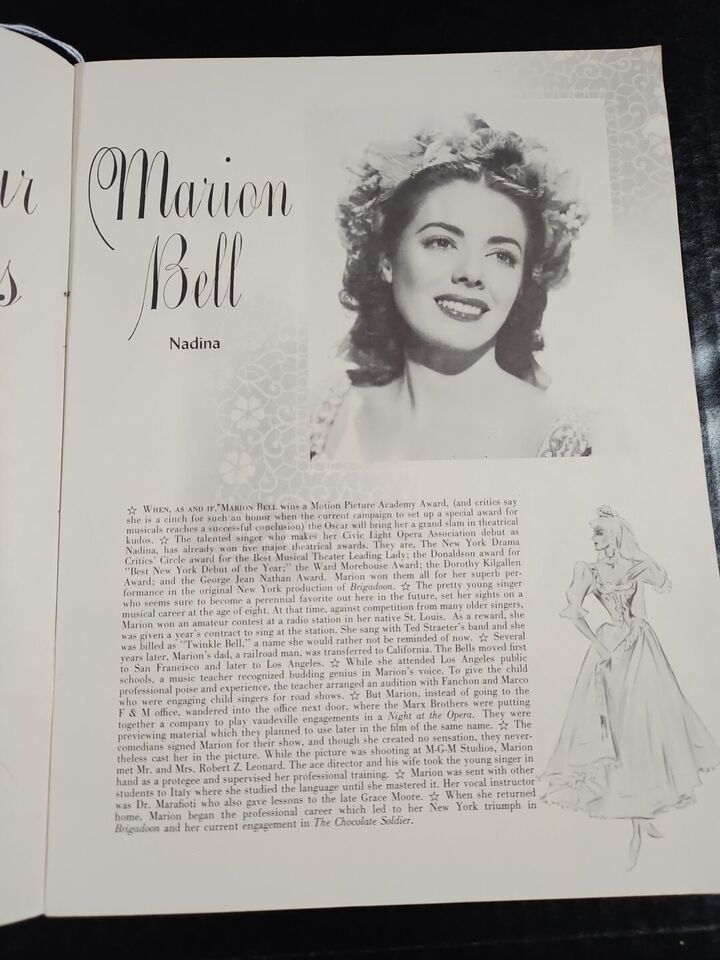 ur
s
Marion
Bell
Nadina
☆ WHEN, AS AND IF, MARION BELL wins a Motion Picture Academy Award, (and critics say
she is a cinch for such an honor when the current campaign to set up a special award for
musicals reaches a successful conclusion) the Oscar will bring her a grand slam in theatrical
kudos. ☆ The talented singer who makes her Civic Light Opera Association debut as
Nadina, has already won five major theatrical awards. They are, The New York Drama
Critics' Circle award for the Best Musical Theater Leading Lady; the Donaldson award for
"Best New York Debut of the Year;" the Ward Morehouse Award; the Dorothy Kilgallen
Award; and the George Jean Nathan Award. Marion won them all for her superb per-
formance in the original New York production of Brigadoon. ☆ The pretty young singer
who seems sure to become a perennial favorite out here in the future, set her sights on a
musical career at the age of eight. At that time, against competition from many older singers,
Marion won an amateur contest at a radio station in her native St. Louis. As a reward, she
was given a year's contract to sing at the station. She sang with Ted Straeter's band and she
was billed as "Twinkle Bell," a name she would rather not be reminded of now. ☆ Several
years later, Marion's dad, a railroad man, was transferred to California. The Bells moved first
to San Francisco and later to Los Angeles. ☆ While she attended Los Angeles public
schools, a music teacher recognized budding genius in Marion's voice. To give the child
professional poise and experience, the teacher arranged an audition with Fanchon and Marco
who were engaging child singers for road shows. ☆ But Marion, instead of going to the
F & M office, wandered into the office next door, where the Marx Brothers were putting
together a company to play vaudeville engagements in a Night at the Opera. They were
previewing material which they planned to use later in the film of the same name. ☆ The
comedians signed Marion for their show, and though she created no sensation, they never-
theless cast her in the picture. While the picture was shooting at M-G-M Studios, Marion
met Mr. and Mrs. Robert Z. Leonard. The ace director and his wife took the young singer in
hand as a protegee and supervised her professional training. ☆ Marion was sent with other
students to Italy where she studied the language until she mastered it. Her vocal instructor
was Dr. Marafioti who also gave lessons to the late Grace Moore. ☆ When she returned
home, Marion began the professional career which led to her New York triumph in
Brigadoon and her current engagement in The Chocolate Soldier.